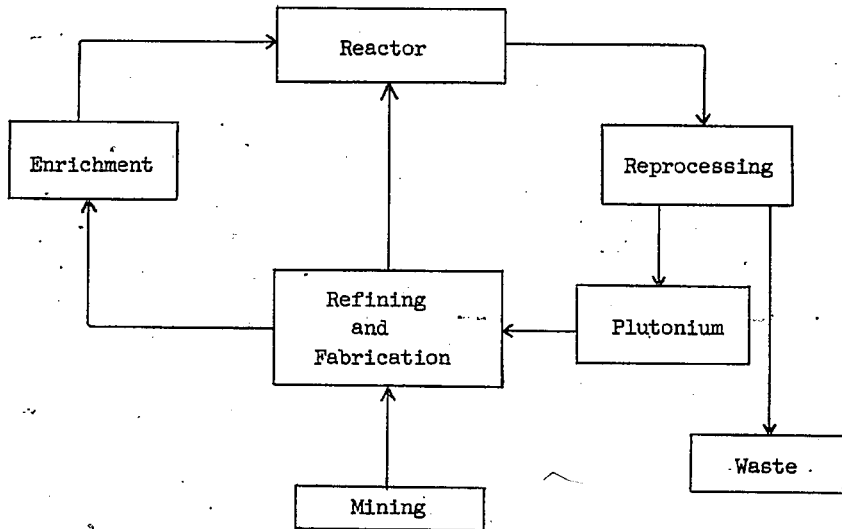 Reactor
Enrichment
Reprocessing
Refining
and
Fabrication
Plutonium
Waste
Mining